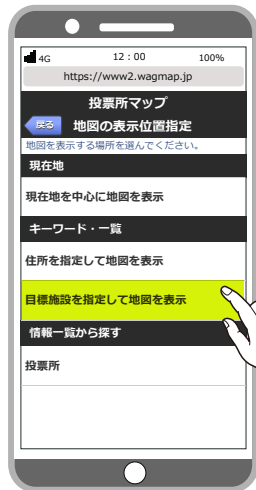 4G 12：00 100%
https://www2.wagmap.jp
投票所マップ
戻る 地図の表示位置指定
地図を表示する場所を選んでください。
現在地
現在地を中心に地図を表示
キーワード・一覧
住所を指定して地図を表示
目標施設を指定して地図を表示
情報一覧から探す
投票所